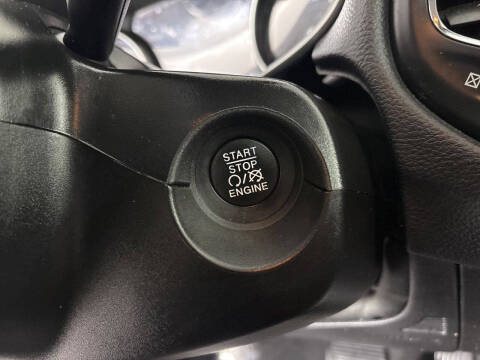 START
STOP
/
ENGINE